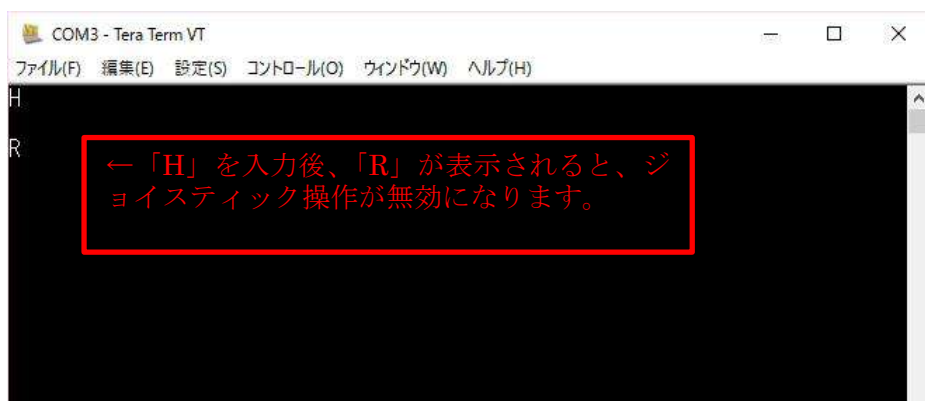 COM3 - Tera Term VT
ファイル(F) 編集(E) 設定(S) コントロール(O) ウィンドウ(W) ヘルプ(H)
H
R
←「H」を入力後、「R」が表示されると、ジ
ョイスティック操作が無効になります。